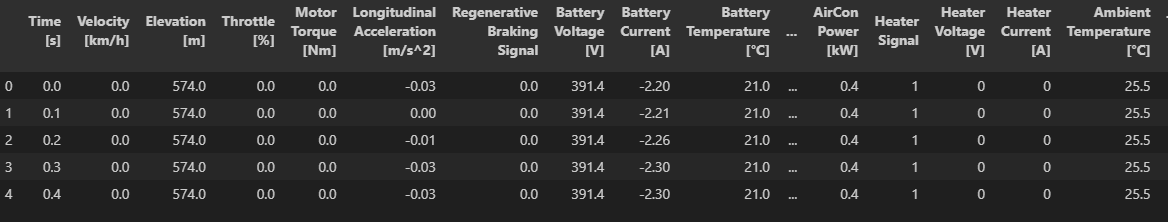 Time [s] Velocity [km/h] Elevation [m] Throttle [%] Motor Torque [Nm] Longitudinal Acceleration [m/s^2] Regenerative Braking Signal Battery Voltage [V] Battery Current [A] Battery Temperature [°C] ... AirCon Power [kW] Heater Signal Heater Voltage [V] Heater Current [A] Ambient Temperature [°C]
0 0.0 0.0 574.0 0.0 0.0 -0.03 0.0 391.4 -2.20 21.0 ... 0.4 1 0 0 25.5
1 0.1 0.0 574.0 0.0 0.0 0.00 0.0 391.4 -2.21 21.0 ... 0.4 1 0 0 25.5
2 0.2 0.0 574.0 0.0 0.0 -0.01 0.0 391.4 -2.26 21.0 ... 0.4 1 0 0 25.5
3 0.3 0.0 574.0 0.0 0.0 -0.03 0.0 391.4 -2.30 21.0 ... 0.4 1 0 0 25.5
4 0.4 0.0 574.0 0.0 0.0 -0.03 0.0 391.4 -2.30 21.0 ... 0.4 1 0 0 25.5